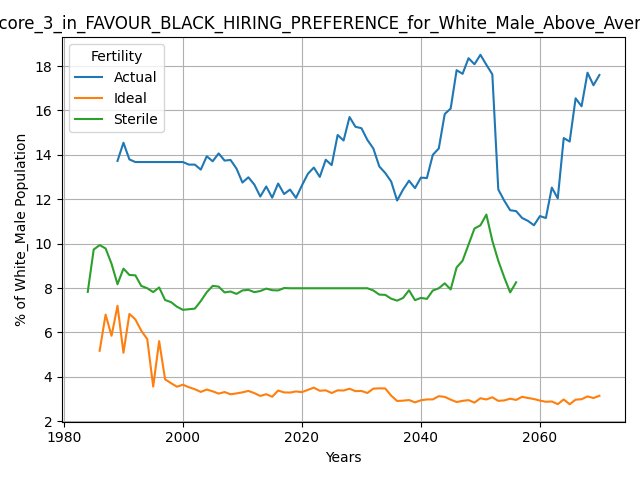 core_3_in_FAVOUR_BLACK_HIRING_PREFERENCE_for_White_Male_Above_Aver
Fertility
Actual
Ideal
Sterile
% of White_Male Population
18
16
14
12
10
8
6
4
2
1980
2000
2020
2040
2060
Years